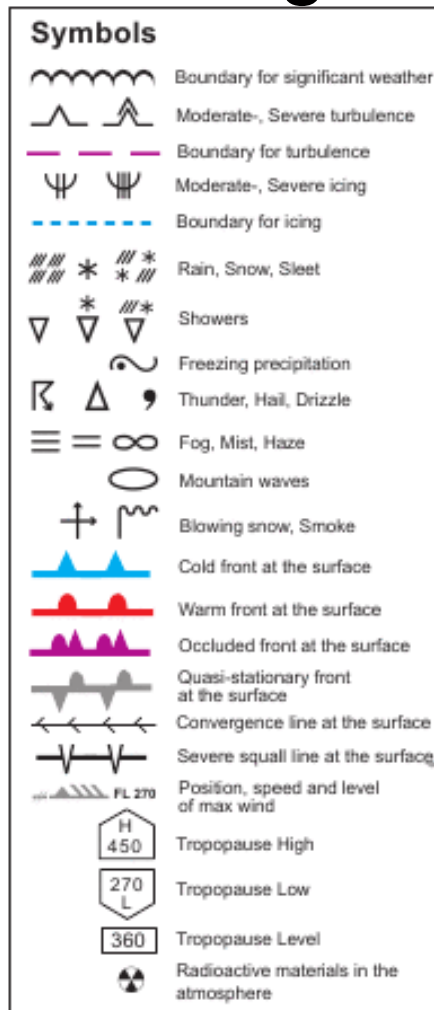 Symbols
Boundary for significant weather
Moderate-, Severe turbulence
Boundary for turbulence
Moderate-, Severe icing
Boundary for icing
Rain, Snow, Sleet
Showers
Freezing precipitation
Thunder, Hail, Drizzle
Fog, Mist, Haze
Mountain waves
Blowing snow, Smoke
Cold front at the surface
Warm front at the surface
Occluded front at the surface
Quasi-stationary front
at the surface
Convergence line at the surface
Severe squall line at the surface
FL 270 Position, speed and level
of max wind
H
450 Tropopause High
270
L Tropopause Low
360 Tropopause Level
Radioactive materials in the
atmosphere